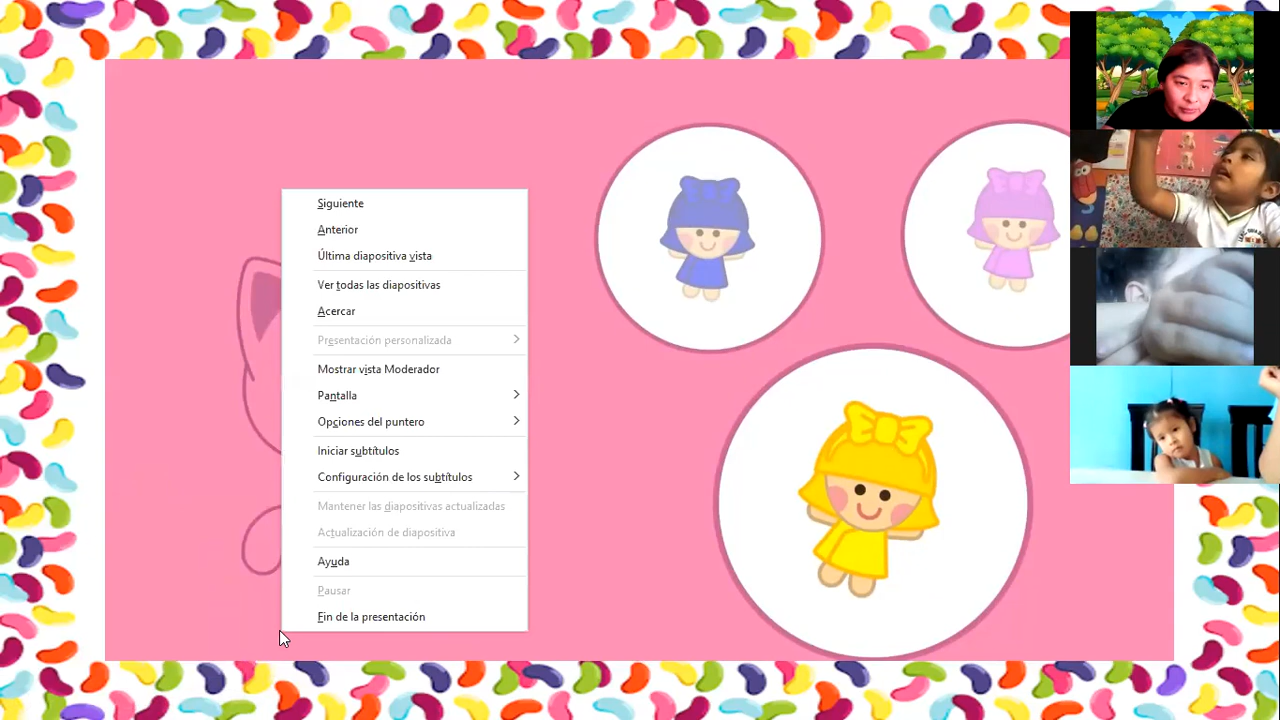 Siguiente
Anterior
Última diapositiva vista
Ver todas las diapositivas
Acercar
Presentación personalizada
Mostrar vista Moderador
Pantalla
Opciones del puntero
Iniciar subtítulos
Configuración de los subtítulos
Mantener las diapositivas actualizadas
Actualización de diapositiva
Ayuda
Pausar
Fin de la presentación